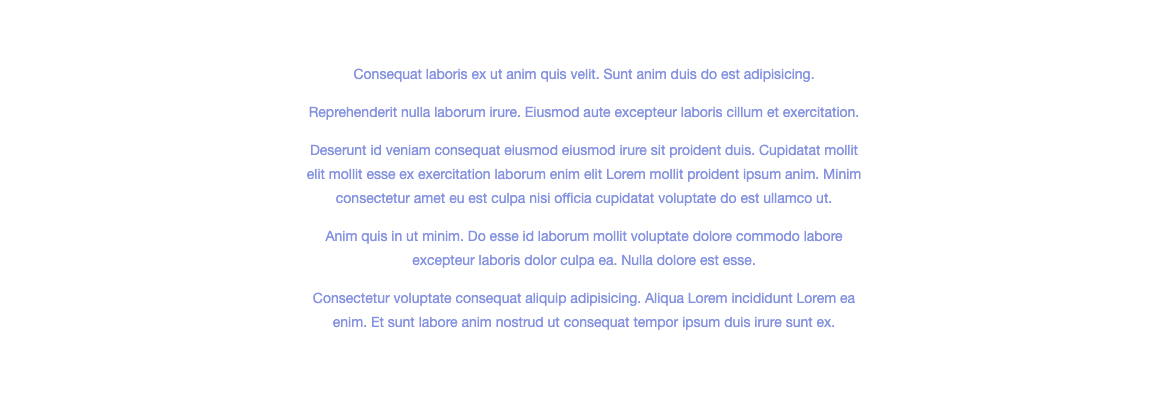 Consequat laboris ex ut anim quis velit. Sunt anim duis do est adipisicing.
Reprehenderit nulla laborum irure. Eiusmod aute excepteur laboris cillum et exercitation.
Deserunt id veniam consequat eiusmod eiusmod irure sit proident duis. Cupidatat mollit
elit mollit esse ex exercitation laborum enim elit Lorem mollit proident ipsum anim. Minim
consectetur amet eu est culpa nisi officia cupidatat voluptate do est ullamco ut.
Anim quis in ut minim. Do esse id laborum mollit voluptate dolore commodo labore
excepteur laboris dolor culpa ea. Nulla dolore est esse.
Consectetur voluptate consequat aliquip adipisicing. Aliqua Lorem incididunt Lorem ea
enim. Et sunt labore anim nostrud ut consequat tempor ipsum duis irure sunt ex.